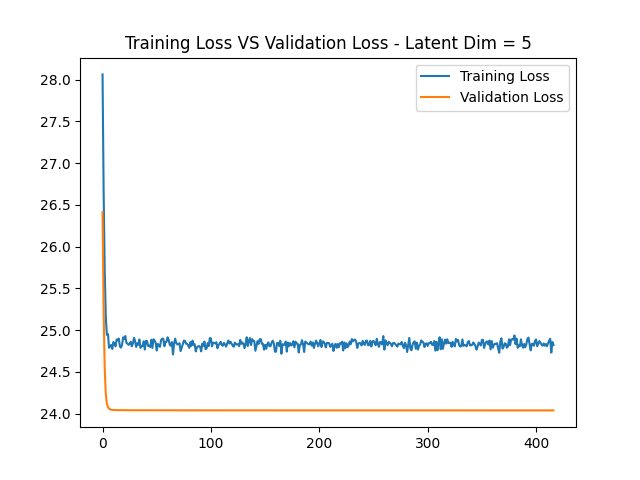 Training Loss VS Validation Loss - Latent Dim = 5
Training Loss
Validation Loss
28.0
27.5
27.0
26.5
26.0
25.5
25.0
24.5
24.0
0 100 200 300 400